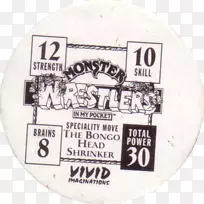 12
STRENGTH
10
SKILL
MONSTER
WRESTLERS
IN MY POCKET
BRAINS
8
SPECIALITY MOVE
THE BONGO
HEAD
SHRINKER
TOTAL
POWER
30
VIVID
IMAGINATIONS